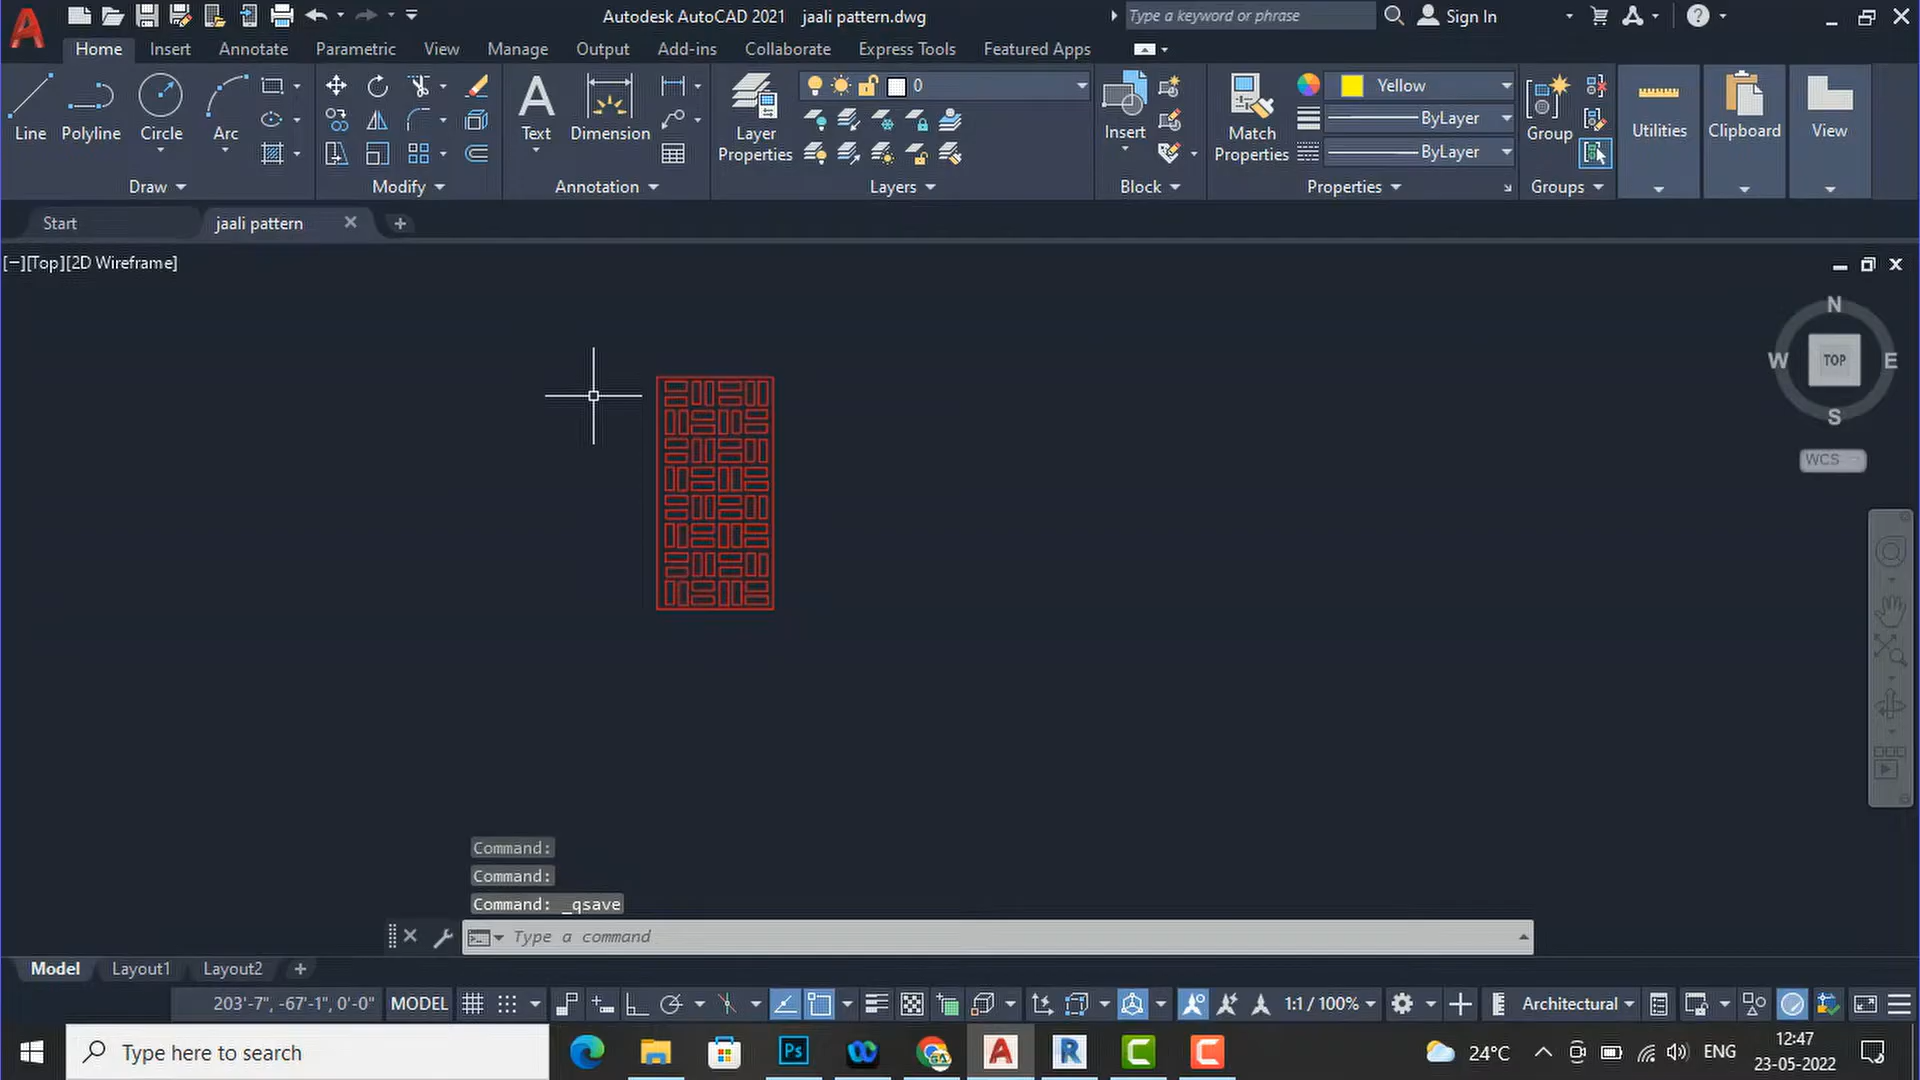 Autodesk AutoCAD 2021 jaali pattern.dwg
Type a keyword or phrase
Sign In
Home Insert Annotate Parametric View Manage Output Add-ins Collaborate Express Tools Featured Apps
Line Polyline Circle Arc
Draw
Modify
Text Dimension
Annotation
Layer Properties
0
Layers
Insert
Block
Match Properties
Yellow
ByLayer
ByLayer
Properties
Group
Groups
Utilities
Clipboard
View
Start jaali pattern
[−][Top][2D Wireframe]
N
W TOP E
S
WCS
Command:
Command:
Command: _qsave
Type a command
Model Layout1 Layout2
203'-7", -67'-1", 0'-0" MODEL 1:1 / 100% Architectural
Type here to search
Ps
24°C ENG 12:47
23-05-2022